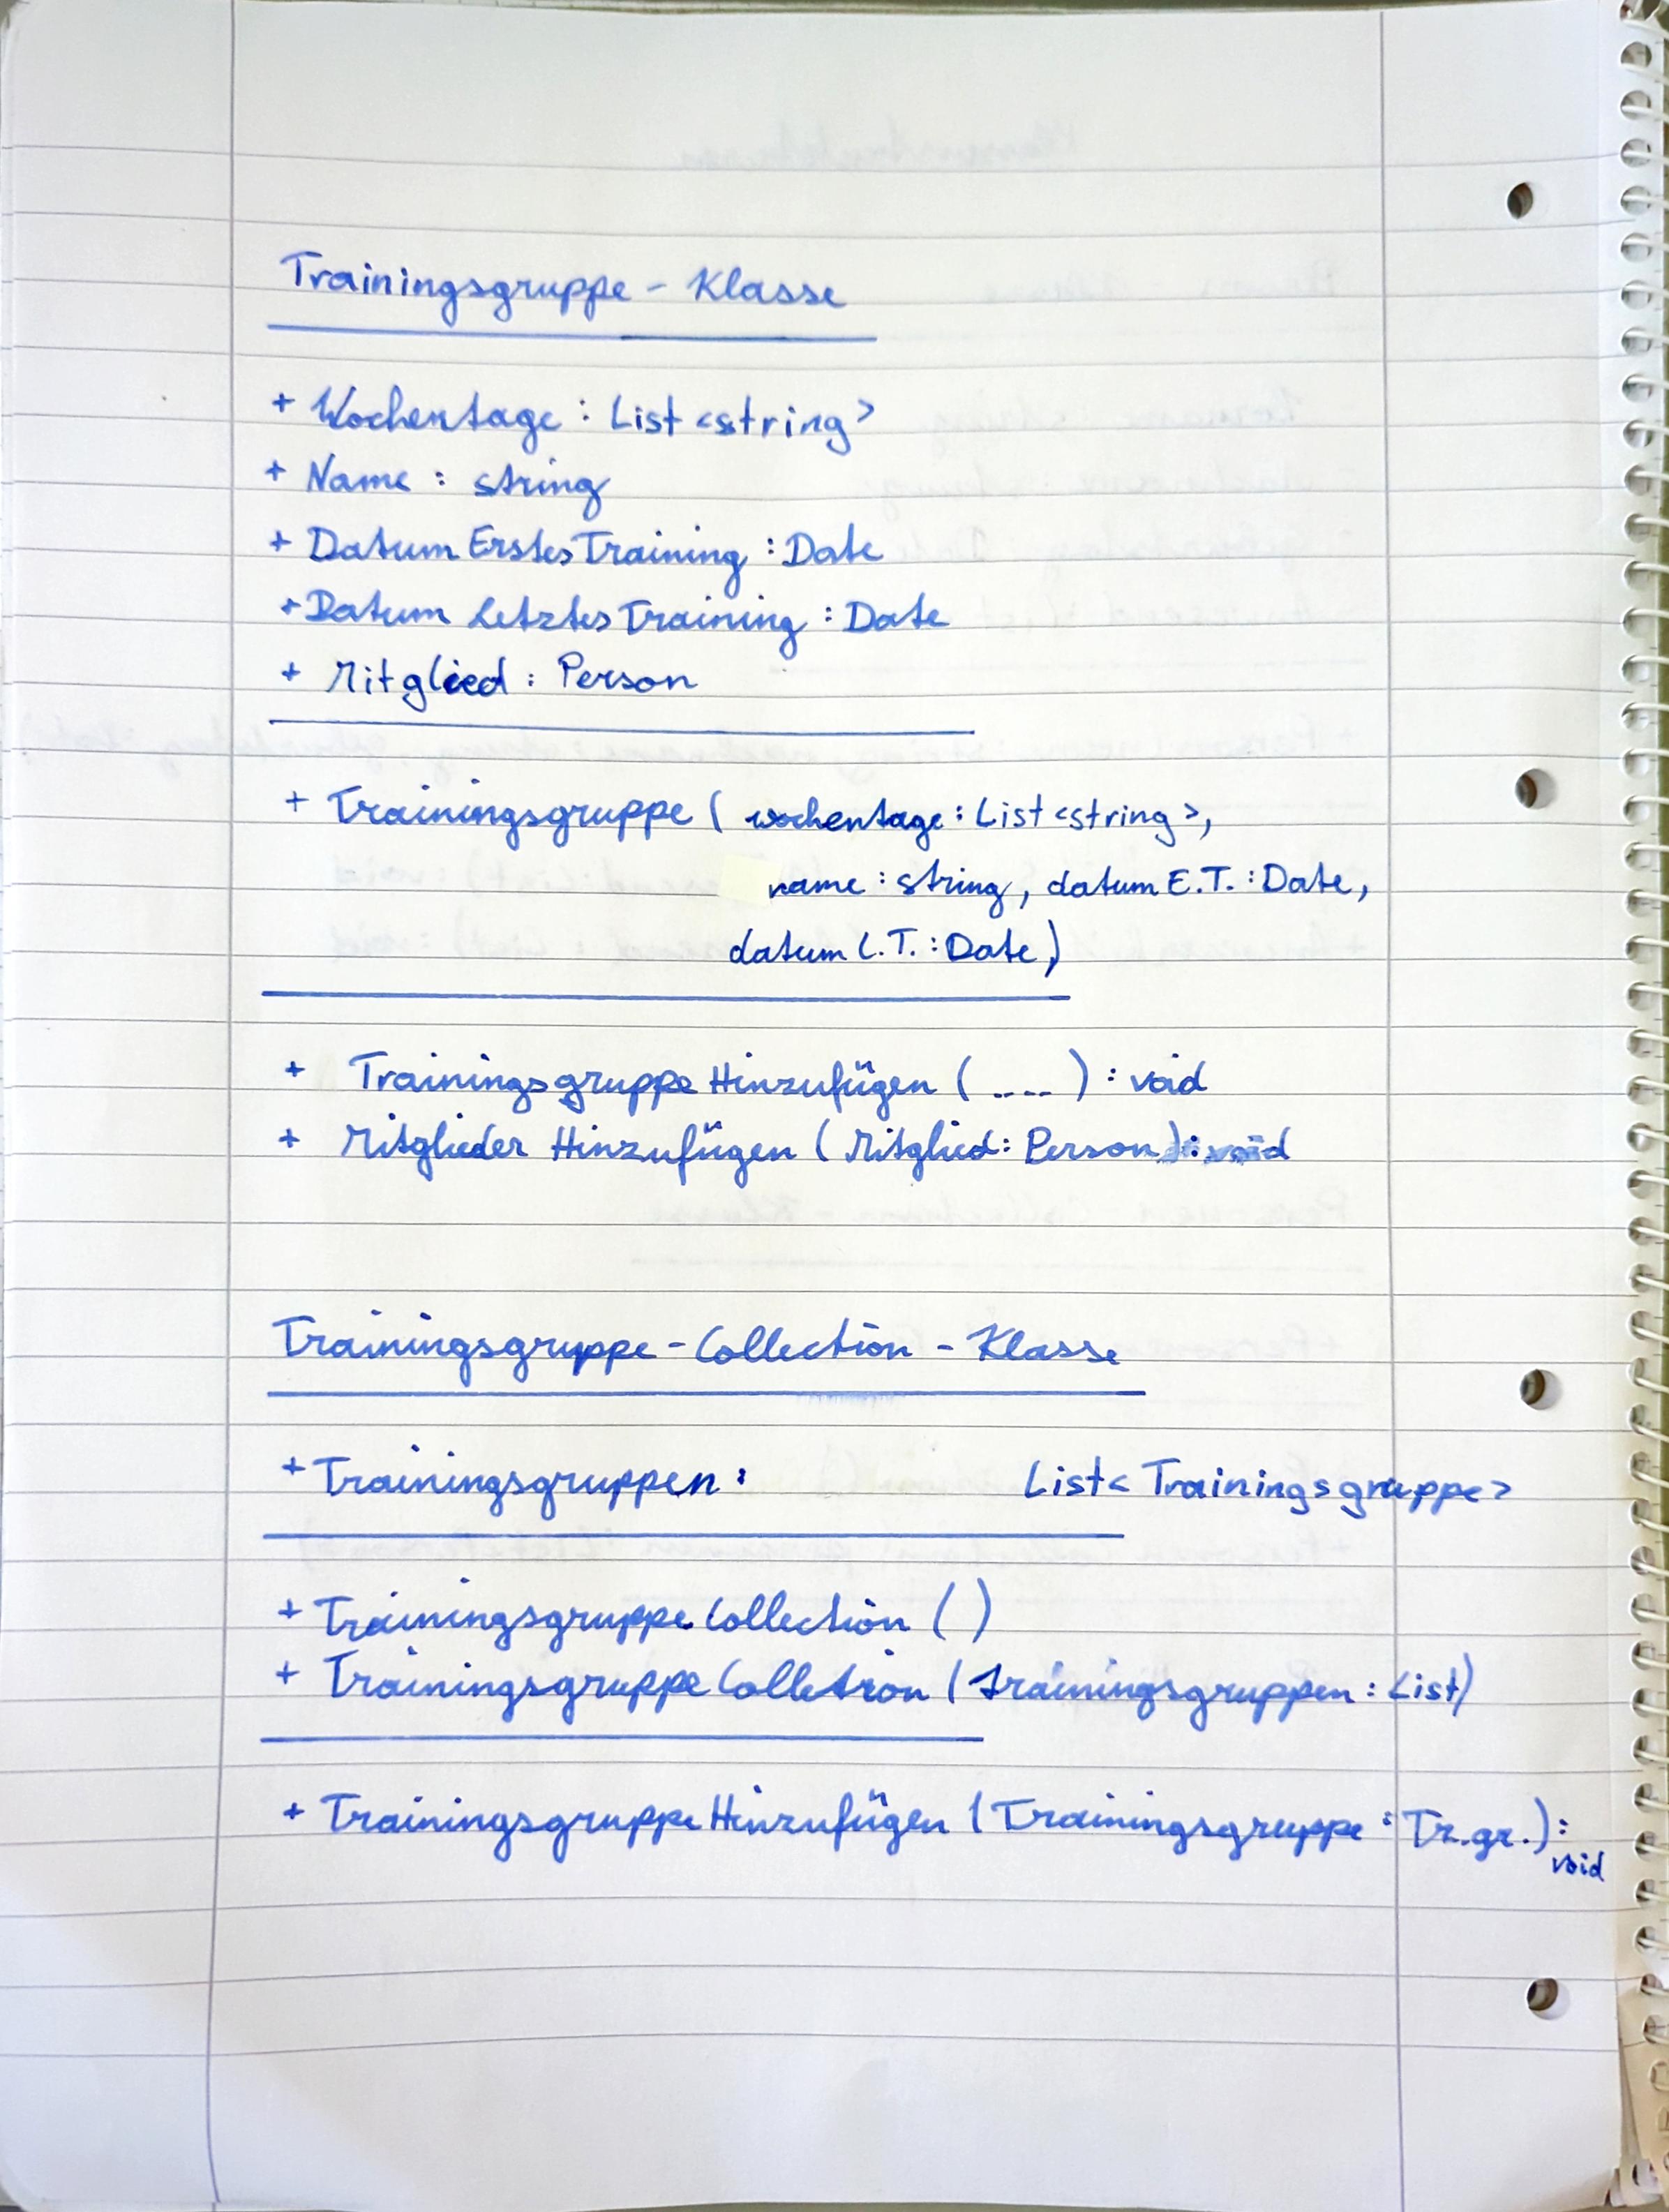 Trainingsgruppe - Klasse
+ Wochentage : List <string>
+ Name : string
+ Datum Erstes Training : Date
+ Datum Letztes Training : Date
+ Mitglied : Person
+ Trainingsgruppe ( wochentage : List <string>,
name : string, datum E.T. : Date,
datum L.T. : Date,)
+ Trainingsgruppe Hinzufügen ( ---- ) : void
+ Mitglieder Hinzufügen ( Mitglied : Person ) : void
Trainingsgruppe - Collection - Klasse
+ Trainingsgruppen : List < Trainingsgruppe >
+ Trainingsgruppe Collection ( )
+ Trainingsgruppe Colletion ( trainingsgruppen : List )
+ Trainingsgruppe Hinzufügen ( Trainingsgruppe : Tr.gr. ) :
void